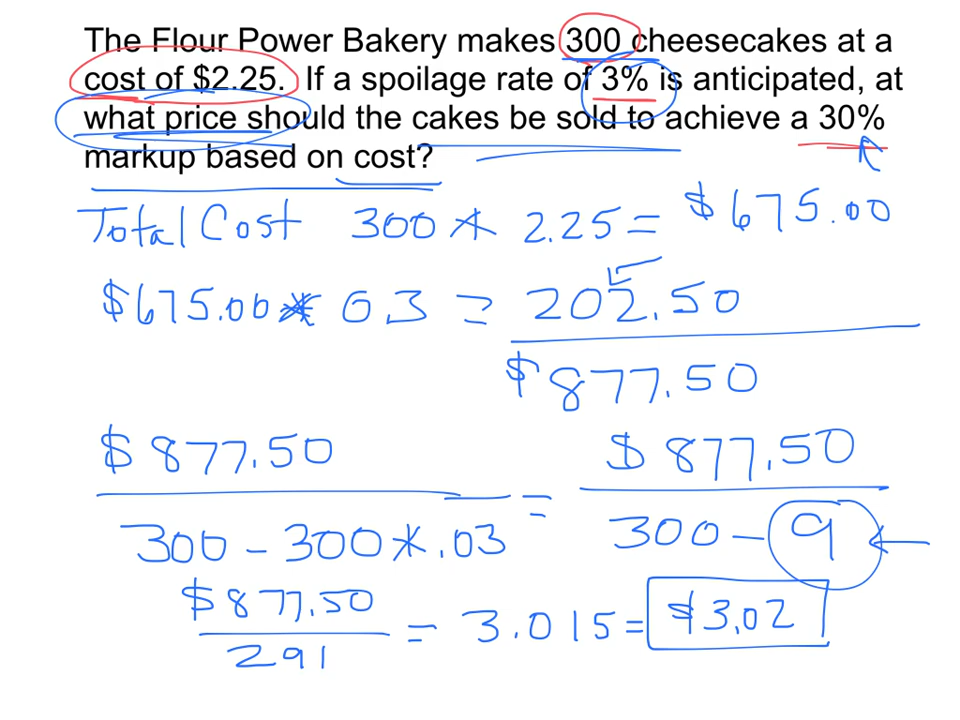 The Flour Power Bakery makes 300 cheesecakes at a
cost of $2.25. If a spoilage rate of 3% is anticipated, at
what price should the cakes be sold to achieve a 30%
markup based on cost?
Total Cost 300 * 2.25 = $675.00
$675.00 * 0.3 = 202.50
$877.50
$877.50 / 300 - 300 * .03 = $877.50 / 300 - 9
$877.50 / 291 = 3.015 = $3.02